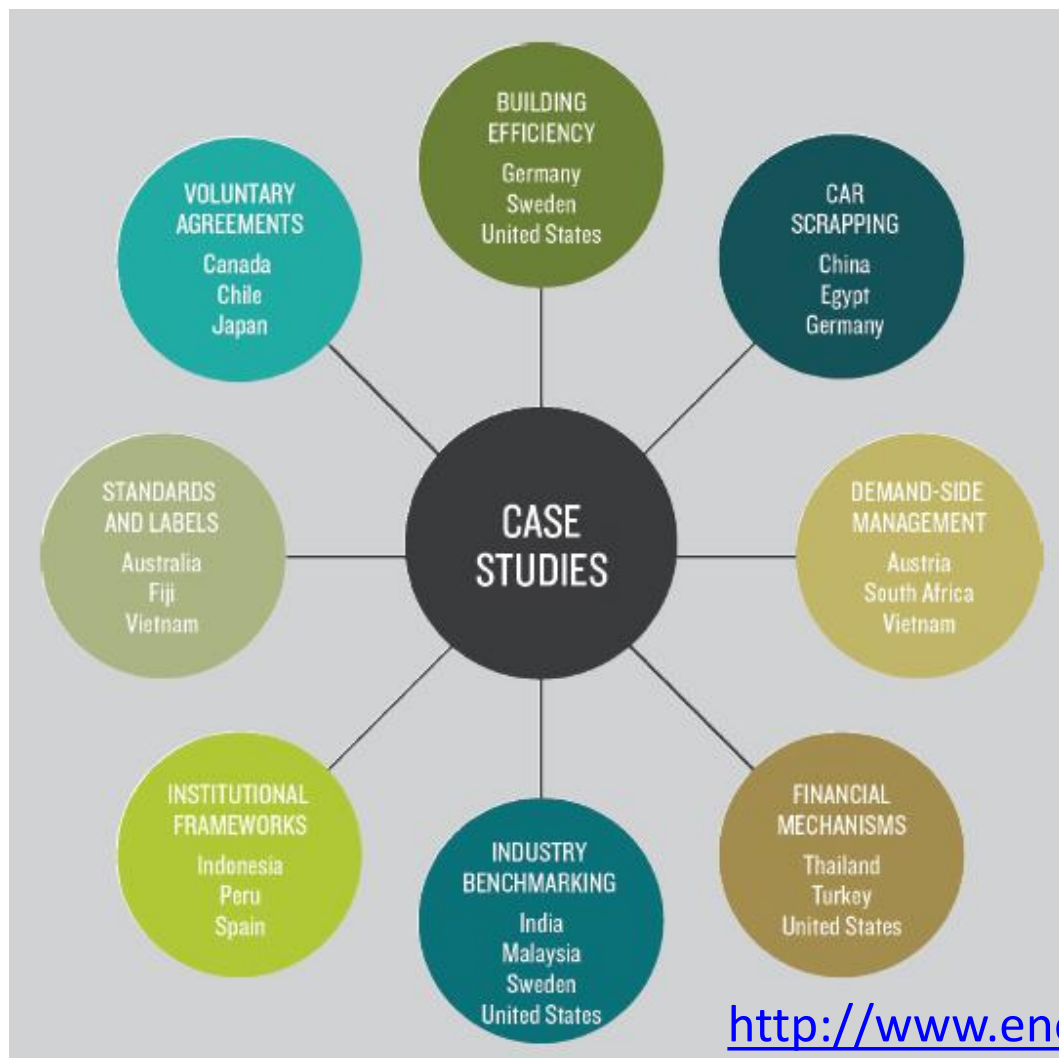 BUILDING
EFFICIENCY
Germany
Sweden
United States
CAR
SCRAPPING
China
Egypt
Germany
DEMAND-SIDE
MANAGEMENT
Austria
South Africa
Vietnam
FINANCIAL
MECHANISMS
Thailand
Turkey
United States
INDUSTRY
BENCHMARKING
India
Malaysia
Sweden
United States
INSTITUTIONAL
FRAMEWORKS
Indonesia
Peru
Spain
STANDARDS
AND LABELS
Australia
Fiji
Vietnam
VOLUNTARY
AGREEMENTS
Canada
Chile
Japan
CASE
STUDIES
http://www.ene